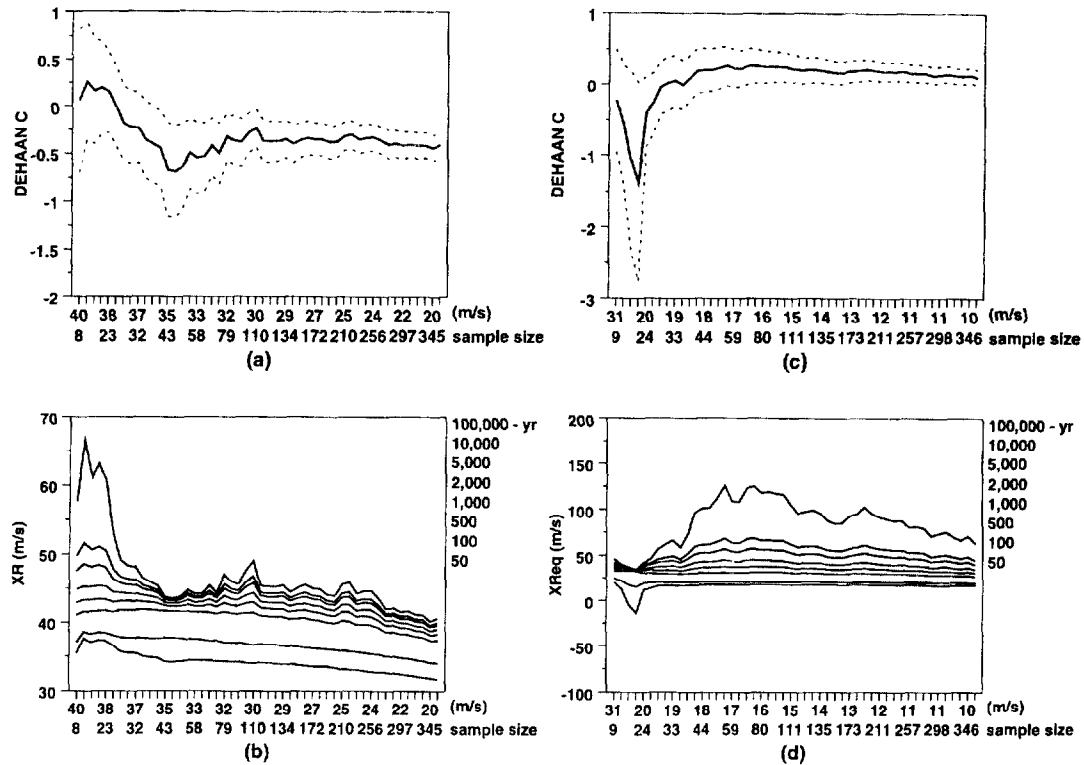 1
0.5
0
-0.5
-1
-1.5
-2
DEHAAN C
40 38 37 35 33 32 30 29 27 25 24 22 20 (m/s)
8 23 32 43 58 79 110 134 172 210 256 297 345 sample size
(a)
1
0
-1
-2
-3
DEHAAN C
31 20 19 18 17 16 15 14 13 12 11 11 10 (m/s)
9 24 33 44 59 80 111 135 173 211 257 298 346 sample size
(c)
70
60
50
40
30
XR (m/s)
100,000 - yr
10,000
5,000
2,000
1,000
500
100
50
40 38 37 35 33 32 30 29 27 25 24 22 20 (m/s)
8 23 32 43 58 79 110 134 172 210 256 297 345 sample size
(b)
200
150
100
50
0
-50
-100
XReq (m/s)
100,000 - yr
10,000
5,000
2,000
1,000
500
100
50
31 20 19 18 17 16 15 14 13 12 11 11 10 (m/s)
9 24 33 44 59 80 111 135 173 211 257 298 346 sample size
(d)